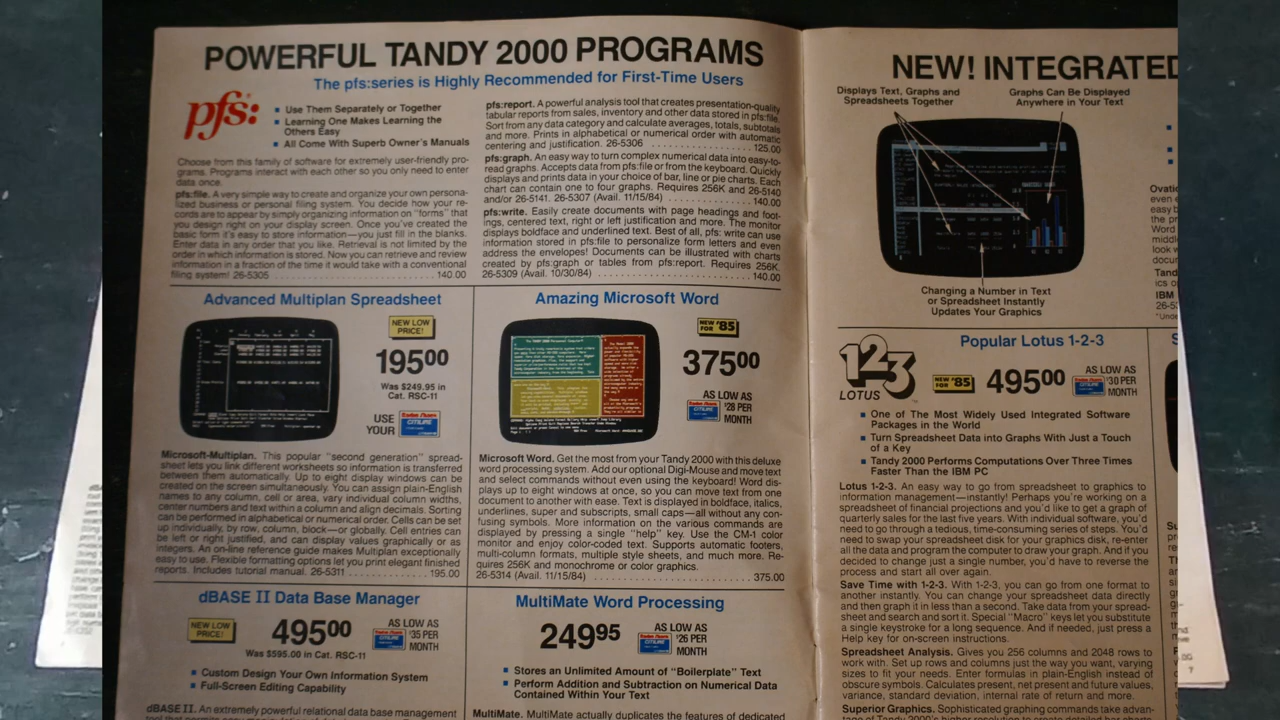 POWERFUL TANDY 2000 PROGRAMS
The pfs:series is Highly Recommended for First-Time Users
pfs:
Use Them Separately or Together
Learning One Makes Learning the
Others Easy
All Come With Superb Owner's Manuals
Choose from this family of software for extremely user-friendly pro-
grams. Programs interact with each other so you only need to enter
data once.
pfs:file. A very simple way to create and organize your own persona-
lized business or personal filing system. You decide how your re-
cords are to appear by simply organizing information on "forms" that
you design right on your display screen. Once you've created the
basic form it's easy to store information—you just fill in the blanks.
Enter data in any order that you like. Retrieval is not limited by the
order in which information is stored. Now you can retrieve and review
information in a fraction of the time it would take with a conventional
filing system! 26-5305 140.00
pfs:report. A powerful analysis tool that creates presentation-quality
tabular reports from sales, inventory and other data stored in pfs:file.
Sort from any data category and calculate averages, totals, subtotals
and more. Prints in alphabetical or numerical order with automatic
centering and justification. 26-5306 125.00
pfs:graph. An easy way to turn complex numerical data into easy-to-
read graphs. Accepts data from pfs:file or from the keyboard. Quickly
displays and prints data in your choice of bar, line or pie charts. Each
chart can contain one to four graphs. Requires 256K and 26-5140
and/or 26-5141. 26-5307 (Avail. 11/15/84) 140.00
pfs:write. Easily create documents with page headings and foot-
ings, centered text, right or left justification and more. The monitor
displays boldface and underlined text. Best of all, pfs: write can use
information stored in pfs:file to personalize form letters and even
address the envelopes! Documents can be illustrated with charts
created by pfs:graph or tables from pfs:report. Requires 256K.
26-5309 (Avail. 10/30/84) 140.00
Advanced Multiplan Spreadsheet
NEW LOW
PRICE!
19500
Was $249.95 in
Cat. RSC-11
USE
YOUR
Radio Shack
CITILINE
Microsoft-Multiplan. This popular "second generation" spread-
sheet lets you link different worksheets so information is transferred
between them automatically. Up to eight display windows can be
created on the screen simultaneously. You can assign plain-English
names to any column, cell or area, vary individual column widths,
center numbers and text within a column and align decimals. Sorting
can be performed in alphabetical or numerical order. Cells can be set
up individually, by row, column, block—or globally. Cell entries can
be left or right justified, and can display values graphically or as
integers. An on-line reference guide makes Multiplan exceptionally
easy to use. Flexible formatting options let you print elegant finished
reports. Includes tutorial manual. 26-5311 195.00
Amazing Microsoft Word
NEW
FOR '85
37500
AS LOW AS
Radio Shack
CITILINE
$28 PER
MONTH
Microsoft Word. Get the most from your Tandy 2000 with this deluxe
word processing system. Add our optional Digi-Mouse and move text
and select commands without even using the keyboard! Word dis-
plays up to eight windows at once, so you can move text from one
document to another with ease. Text is displayed in boldface, italics,
underlines, super and subscripts, small caps—all without any con-
fusing symbols. More information on the various commands are
displayed by pressing a single "help" key. Use the CM-1 color
monitor and enjoy color-coded text. Supports automatic footers,
multi-column formats, multiple style sheets, and much more. Re-
quires 256K and monochrome or color graphics.
26-5314 (Avail. 11/15/84) 375.00
dBASE II Data Base Manager
NEW LOW
PRICE!
49500
Was $595.00 in Cat. RSC-11
AS LOW AS
$35 PER
MONTH
Custom Design Your Own Information System
Full-Screen Editing Capability
dBASE II. An extremely powerful relational data base management
MultiMate Word Processing
24995
AS LOW AS
$26 PER
MONTH
Stores an Unlimited Amount of "Boilerplate" Text
Perform Addition and Subtraction on Numerical Data
Contained Within Your Text
MultiMate. MultiMate actually duplicates the features of dedicated
NEW! INTEGRATED
Displays Text, Graphs and
Spreadsheets Together
Graphs Can Be Displayed
Anywhere in Your Text
Changing a Number in Text
or Spreadsheet Instantly
Updates Your Graphics
Popular Lotus 1-2-3
123
LOTUS
NEW
FOR '85
49500
AS LOW AS
$30 PER
MONTH
One of The Most Widely Used Integrated Software
Packages in the World
Turn Spreadsheet Data into Graphs With Just a Touch
of a Key
Tandy 2000 Performs Computations Over Three Times
Faster Than the IBM PC
Lotus 1-2-3. An easy way to go from spreadsheet to graphics to
information management—instantly! Perhaps you're working on a
spreadsheet of financial projections and you'd like to get a graph of
quarterly sales for the last five years. With individual software, you'd
need to go through a tedious, time-consuming series of steps. You'd
need to swap your spreadsheet disk for your graphics disk, re-enter
all the data and program the computer to draw your graph. And if you
decided to change just a single number, you'd have to reverse the
process and start all over again.
Save Time with 1-2-3. With 1-2-3, you can go from one format to
another instantly. You can change your spreadsheet data directly
and then graph it in less than a second. Take data from your spread-
sheet and search and sort it. Special "Macro" keys let you substitute
a single keystroke for a long sequence. And if needed, just press a
Help key for on-screen instructions.
Spreadsheet Analysis. Gives you 256 columns and 2048 rows to
work with. Set up rows and columns just the way you want, varying
sizes to fit your needs. Enter formulas in plain-English instead of
obscure symbols. Calculates present, net present and future values,
variance, standard deviation, internal rate of return and more.
Superior Graphics. Sophisticated graphing commands take advan-